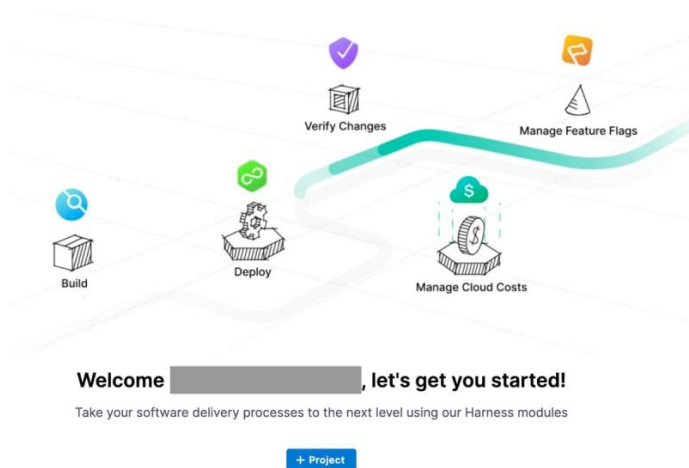 Verify Changes
Manage Feature Flags
Deploy
Build
Manage Cloud Costs
Welcome , let's get you started!
Take your software delivery processes to the next level using our Harness modules
+ Project